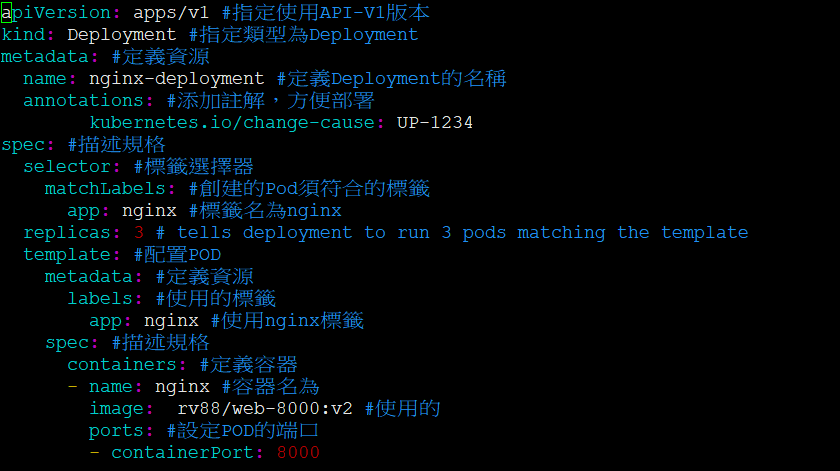 apiVersion: apps/v1 #指定使用API-V1版本
kind: Deployment #指定類型為Deployment
metadata: #定義資源
  name: nginx-deployment #定義Deployment的名稱
  annotations: #添加註解，方便部署
        kubernetes.io/change-cause: UP-1234
spec: #描述規格
  selector: #標籤選擇器
    matchLabels: #創建的Pod須符合的標籤
      app: nginx #標籤名為nginx
  replicas: 3 # tells deployment to run 3 pods matching the template
  template: #配置POD
    metadata: #定義資源
      labels: #使用的標籤
        app: nginx #使用nginx標籤
    spec: #描述規格
      containers: #定義容器
      - name: nginx #容器名為
        image:  rv88/web-8000:v2 #使用的
        ports: #設定POD的端口
        - containerPort: 8000